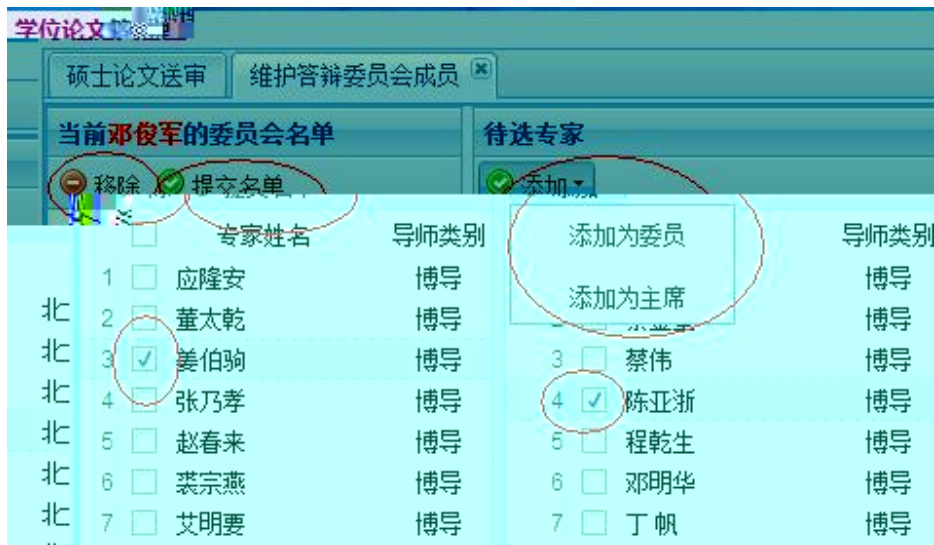 学位论文
硕士论文送审 维护答辩委员会成员
当前邓俊军的委员会名单 待选专家
移除 提交名单 添加
专家姓名 导师类别 添加为委员 导师类别
1 应隆安 博导 博导
添加为主席
北 2 董太乾 博导 博导
北 3 姜伯驹 博导 3 蔡伟 博导
北 4 张乃孝 博导 4 陈亚浙 博导
北 5 赵春来 博导 5 程乾生 博导
北 6 裘宗燕 博导 6 邓明华 博导
北 7 艾明要 博导 7 丁帆 博导